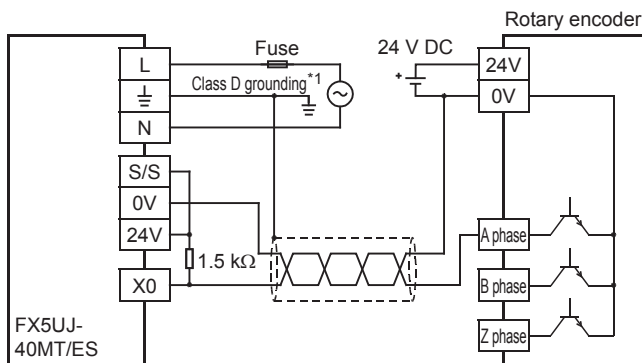 Rotary encoder
L
Fuse
24 V DC
24V
Class D grounding*1
+
0V
N
S/S
0V
24V
1.5 kΩ
A phase
X0
B phase
Z phase
FX5UJ-
40MT/ES